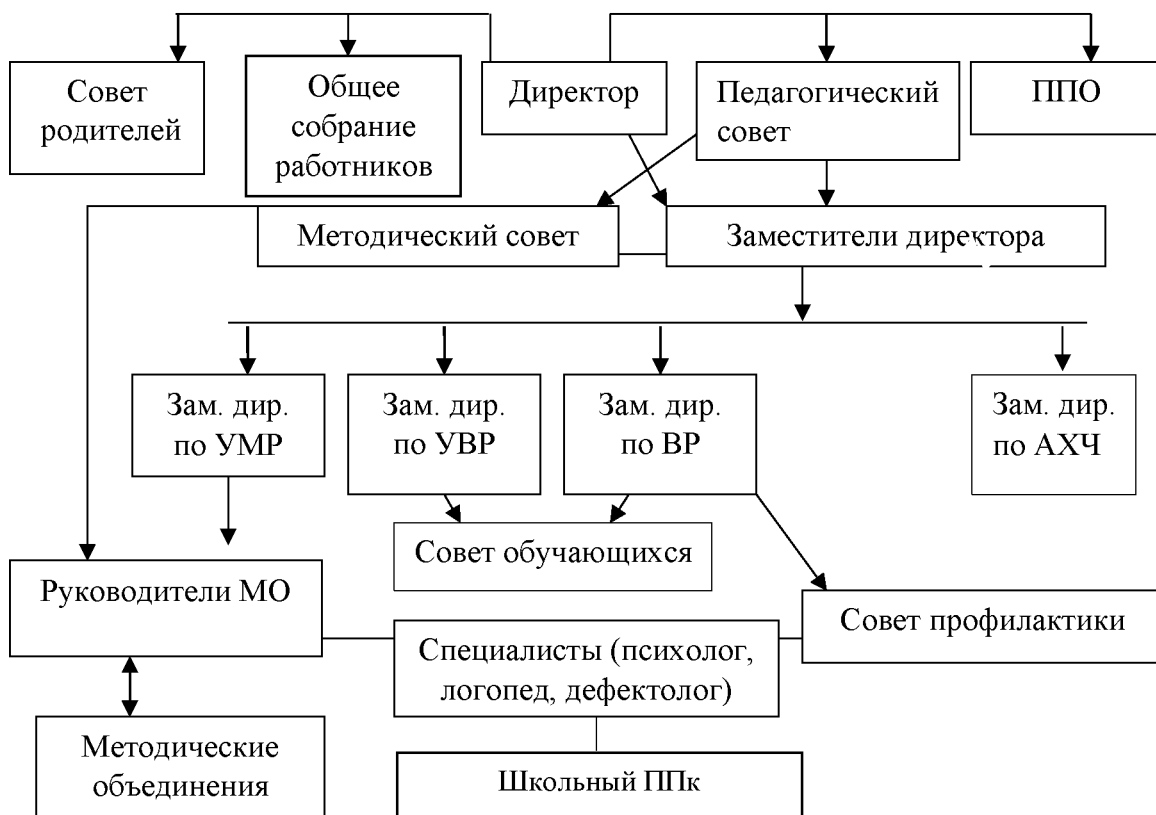 Совет
родителей
Общее
собрание
работников
Директор
Педагогический
совет
ППО
Методический совет
Заместители директора
Зам. дир.
по УМР
Зам. дир.
по УВР
Зам. дир.
по ВР
Зам. дир.
по АХЧ
Совет обучающихся
Руководители МО
Совет профилактики
Специалисты (психолог,
логопед, дефектолог)
Методические
объединения
Школьный ППк